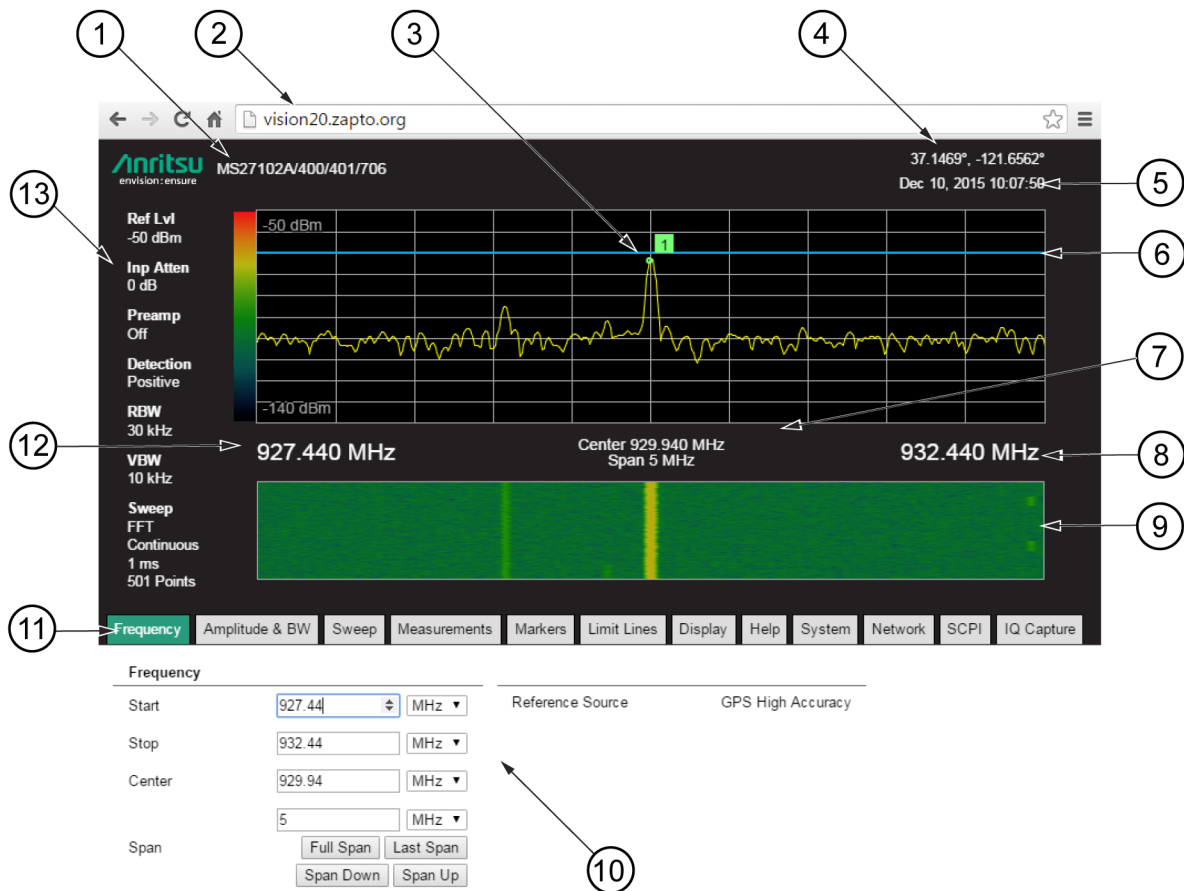 1
2
3
4
vision20.zapto.org
Anritsu
envision:ensure
MS27102A/400/401/706
37.1469°, -121.6562°
Dec 10, 2015 10:07:50
5
13
Ref Lvl
-50 dBm
Inp Atten
0 dB
Preamp
Off
Detection
Positive
RBW
30 kHz
VBW
10 kHz
Sweep
FFT
Continuous
1 ms
501 Points
-50 dBm
1
-140 dBm
6
7
12
927.440 MHz
Center 929.940 MHz
Span 5 MHz
932.440 MHz
8
9
11
Frequency Amplitude & BW Sweep Measurements Markers Limit Lines Display Help System Network SCPI IQ Capture
Frequency
Start 927.44 MHz
Stop 932.44 MHz
Center 929.94 MHz
5 MHz
Span Full Span Last Span
Span Down Span Up
Reference Source GPS High Accuracy
10